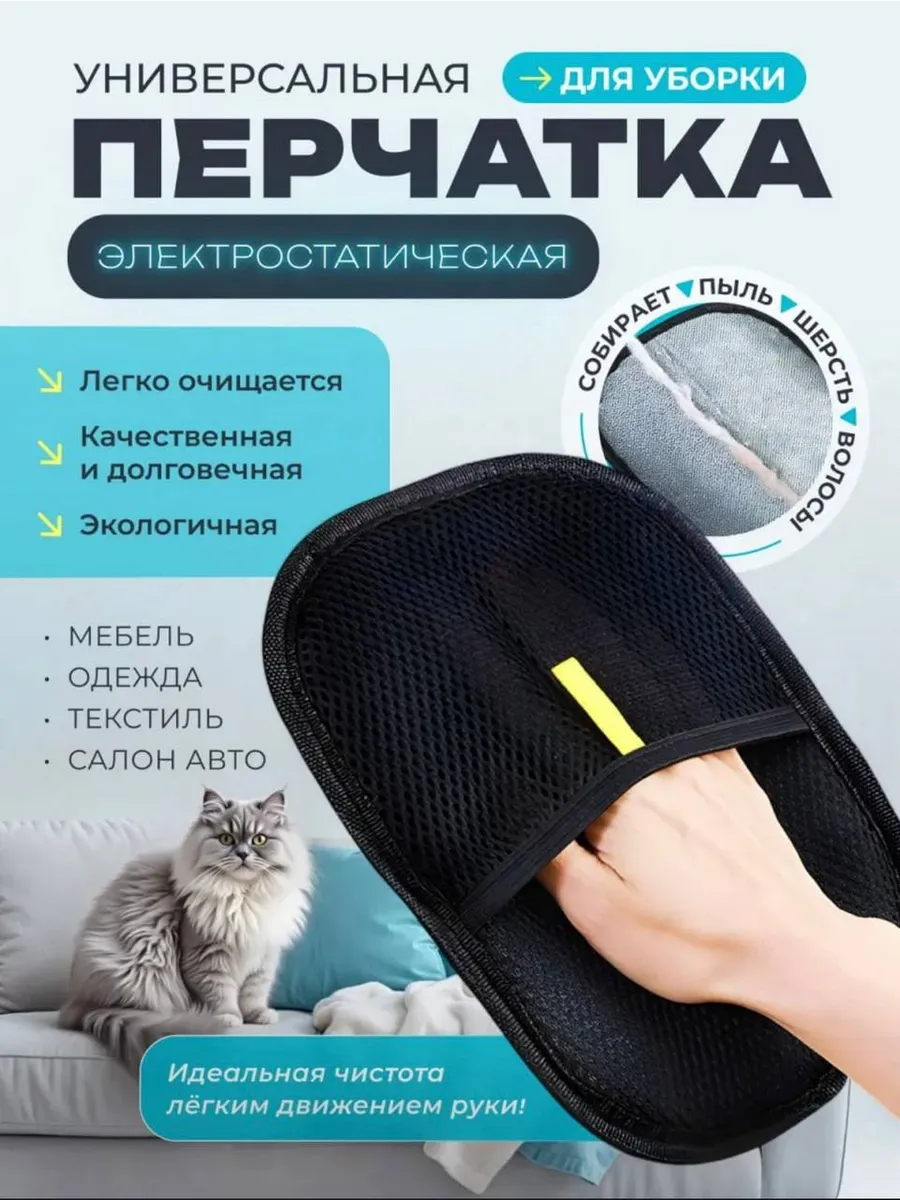 УНИВЕРСАЛЬНАЯ → ДЛЯ УБОРКИ
ПЕРЧАТКА
ЭЛЕКТРОСТАТИЧЕСКАЯ
СОБИРАЕТ ▼ ПЫЛЬ ▼ ШЕРСТЬ ▼ ВОЛОСЫ
Легко очищается
Качественная
и долговечная
Экологичная
· МЕБЕЛЬ
· ОДЕЖДА
· ТЕКСТИЛЬ
· САЛОН АВТО
Идеальная чистота
лёгким движением руки!